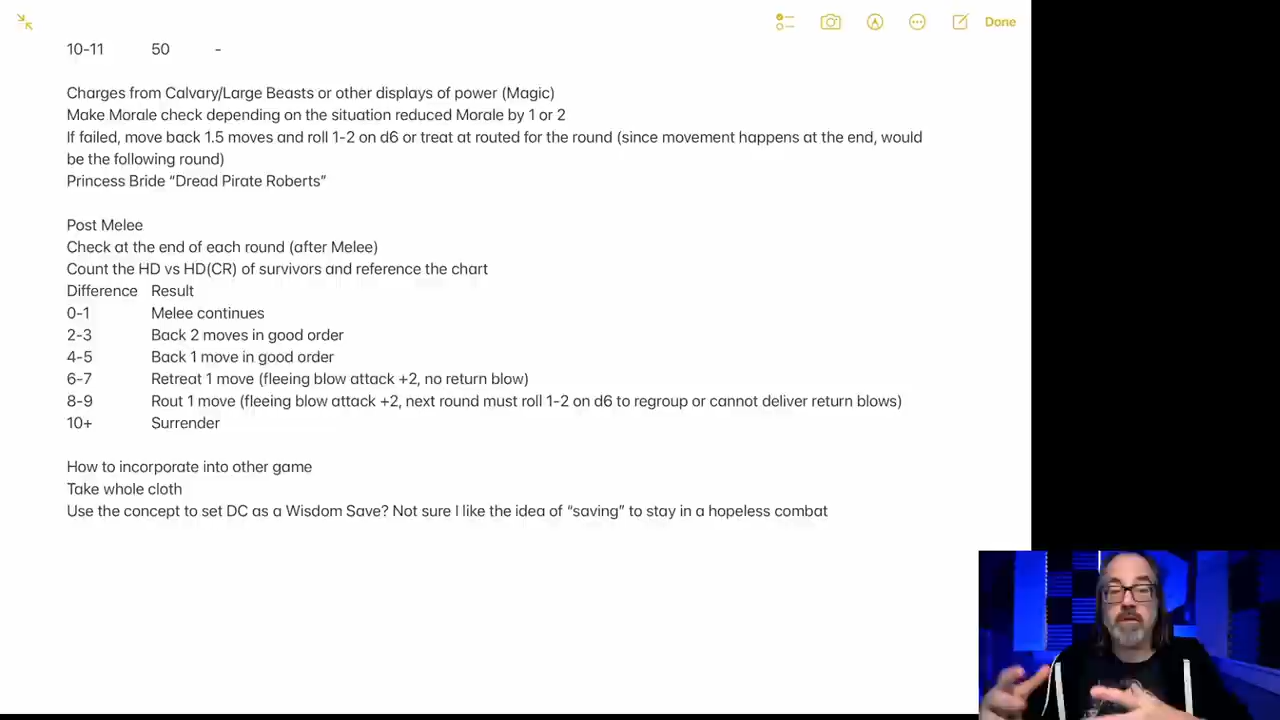 Done
10-11 50 -
Charges from Calvary/Large Beasts or other displays of power (Magic)
Make Morale check depending on the situation reduced Morale by 1 or 2
If failed, move back 1.5 moves and roll 1-2 on d6 or treat at routed for the round (since movement happens at the end, would
be the following round)
Princess Bride “Dread Pirate Roberts”
Post Melee
Check at the end of each round (after Melee)
Count the HD vs HD(CR) of survivors and reference the chart
Difference Result
0-1 Melee continues
2-3 Back 2 moves in good order
4-5 Back 1 move in good order
6-7 Retreat 1 move (fleeing blow attack +2, no return blow)
8-9 Rout 1 move (fleeing blow attack +2, next round must roll 1-2 on d6 to regroup or cannot deliver return blows)
10+ Surrender
How to incorporate into other game
Take whole cloth
Use the concept to set DC as a Wisdom Save? Not sure I like the idea of “saving” to stay in a hopeless combat